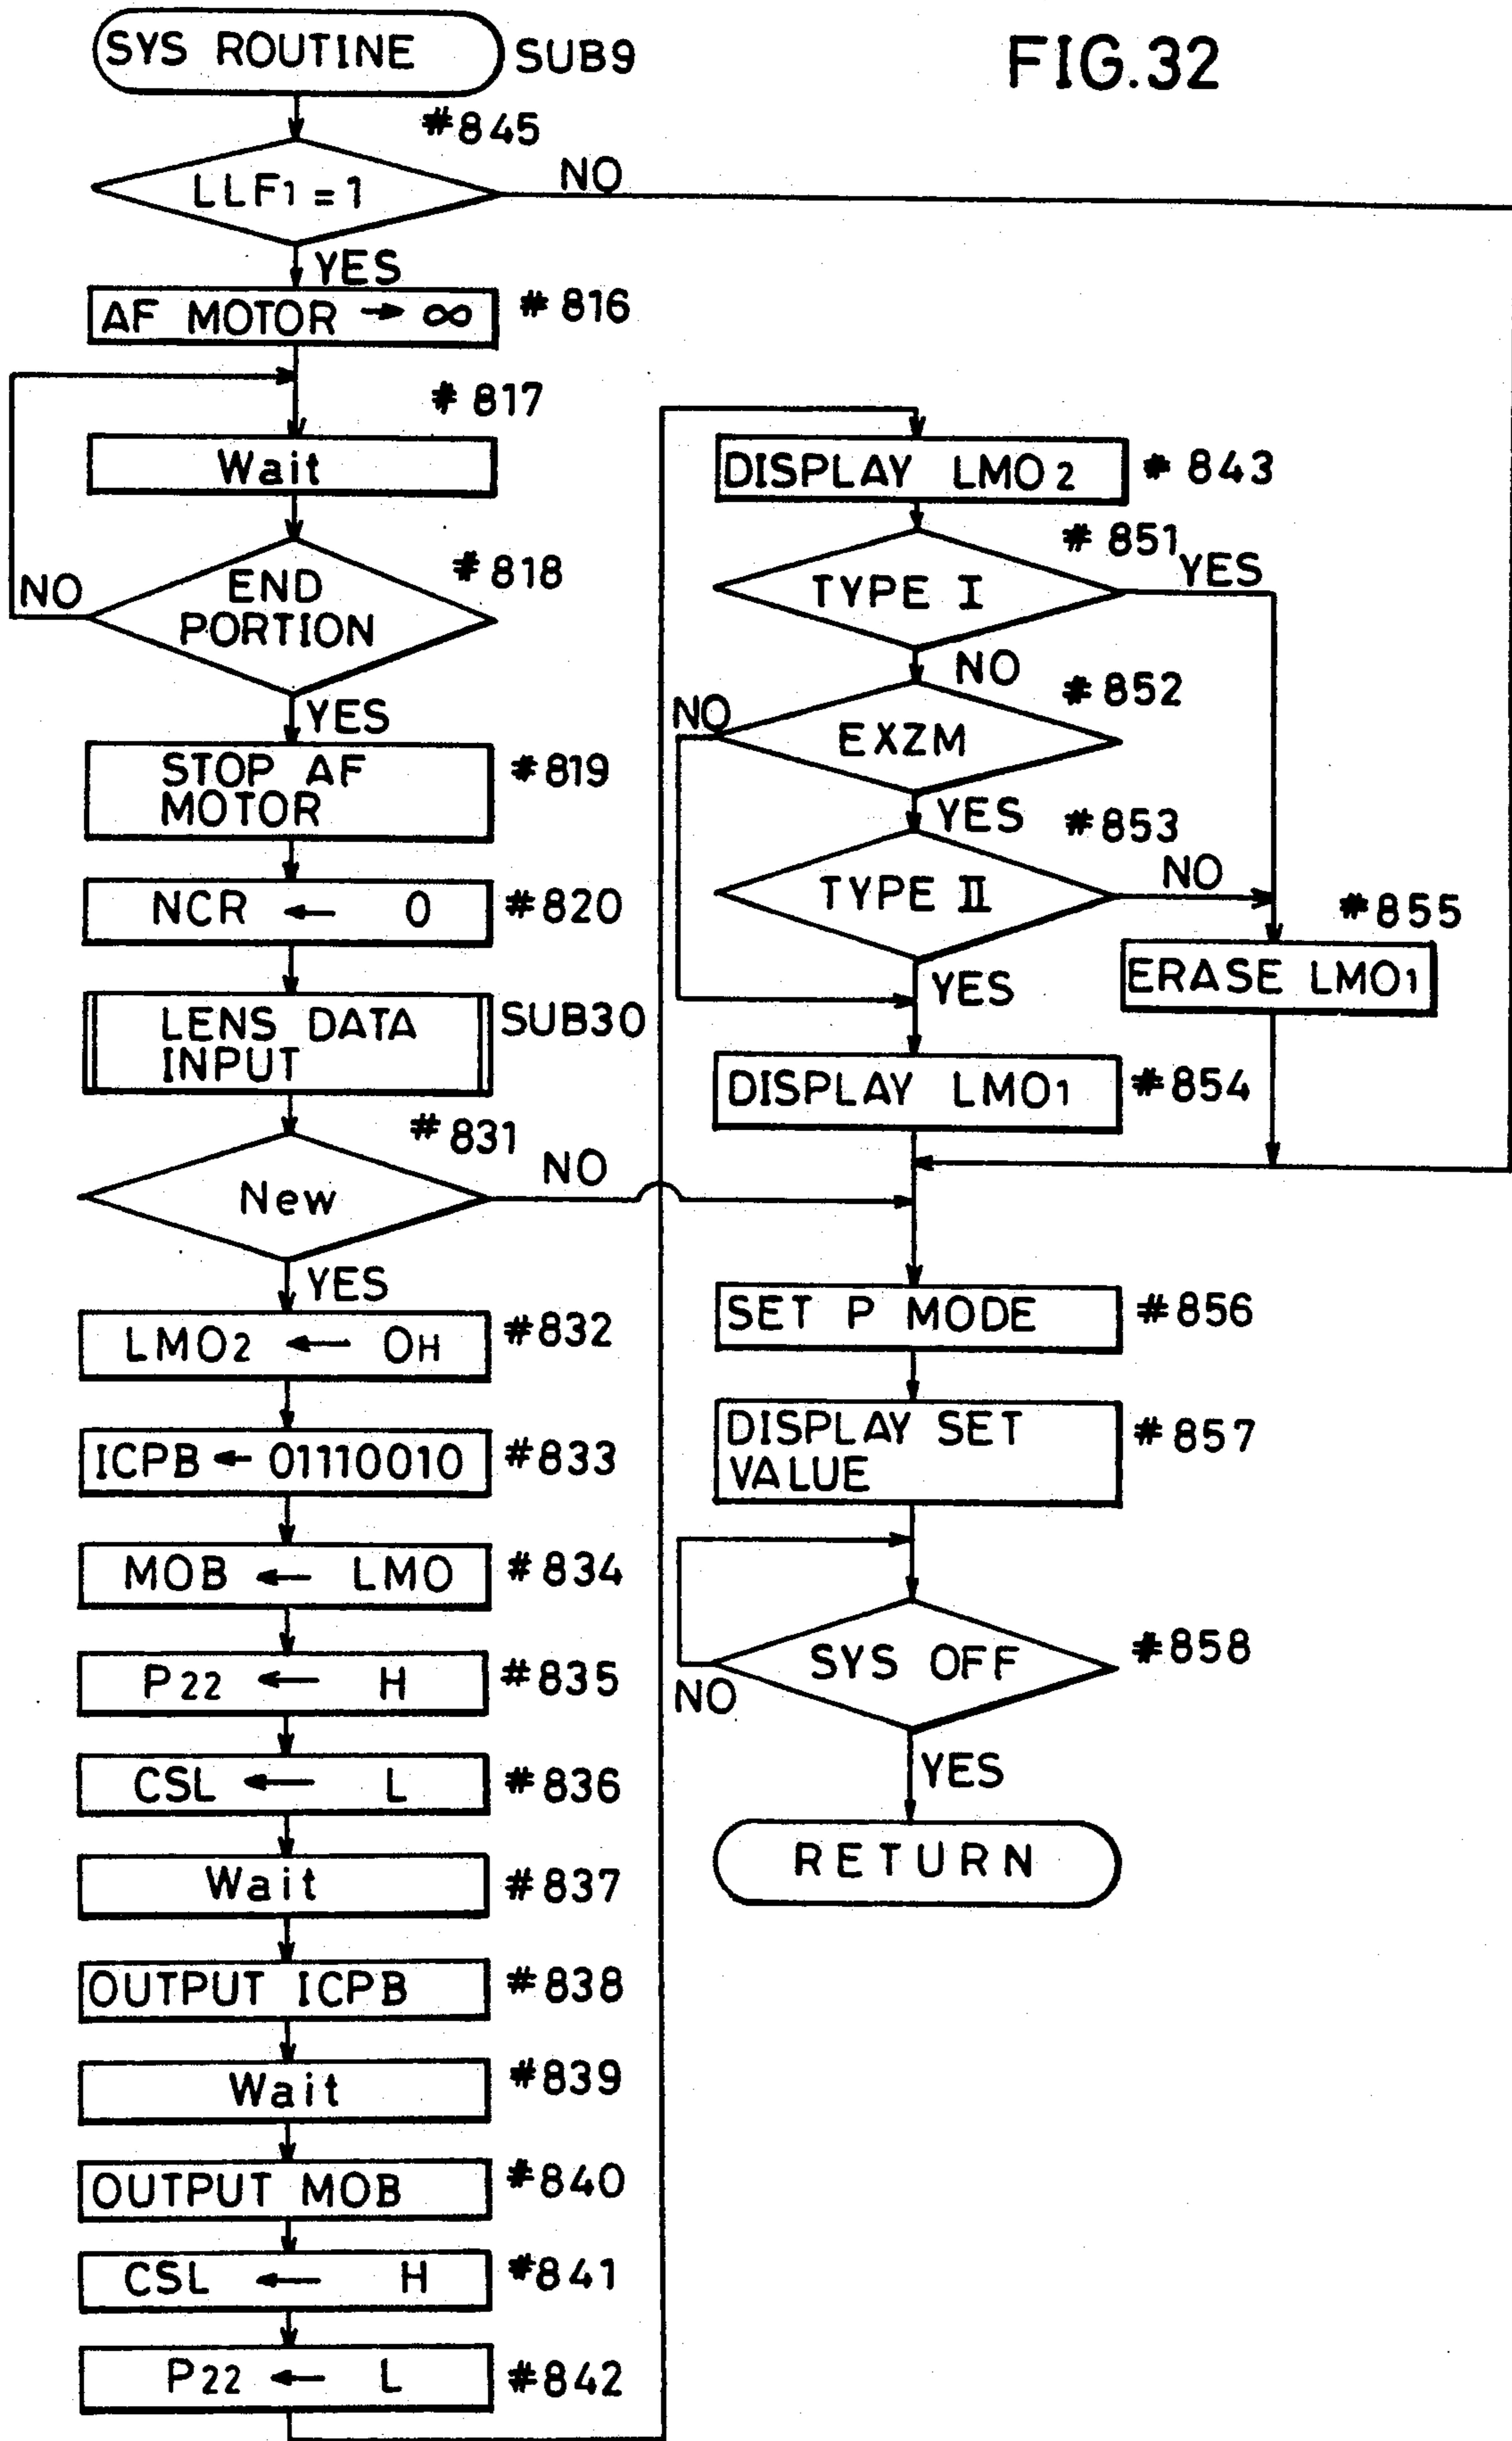 FIG.32
SYS ROUTINE SUB9
#845
LLF1 = 1
NO
YES
AF MOTOR → ∞ #816
#817
Wait
#818
END
PORTION
NO
YES
STOP AF
MOTOR
#819
NCR ← 0 #820
LENS DATA
INPUT
SUB30
#831
New
NO
YES
LMO2 ← 0H #832
ICPB ← 01110010 #833
MOB ← LMO #834
P22 ← H #835
CSL ← L #836
Wait #837
OUTPUT ICPB #838
Wait #839
OUTPUT MOB #840
CSL ← H #841
P22 ← L #842
DISPLAY LMO2 #843
#851
TYPE I
YES
NO
#852
EXZM
NO
YES
#853
TYPE II
NO
YES
#855
ERASE LMO1
DISPLAY LMO1 #854
SET P MODE #856
DISPLAY SET
VALUE
#857
SYS OFF #858
NO
YES
RETURN